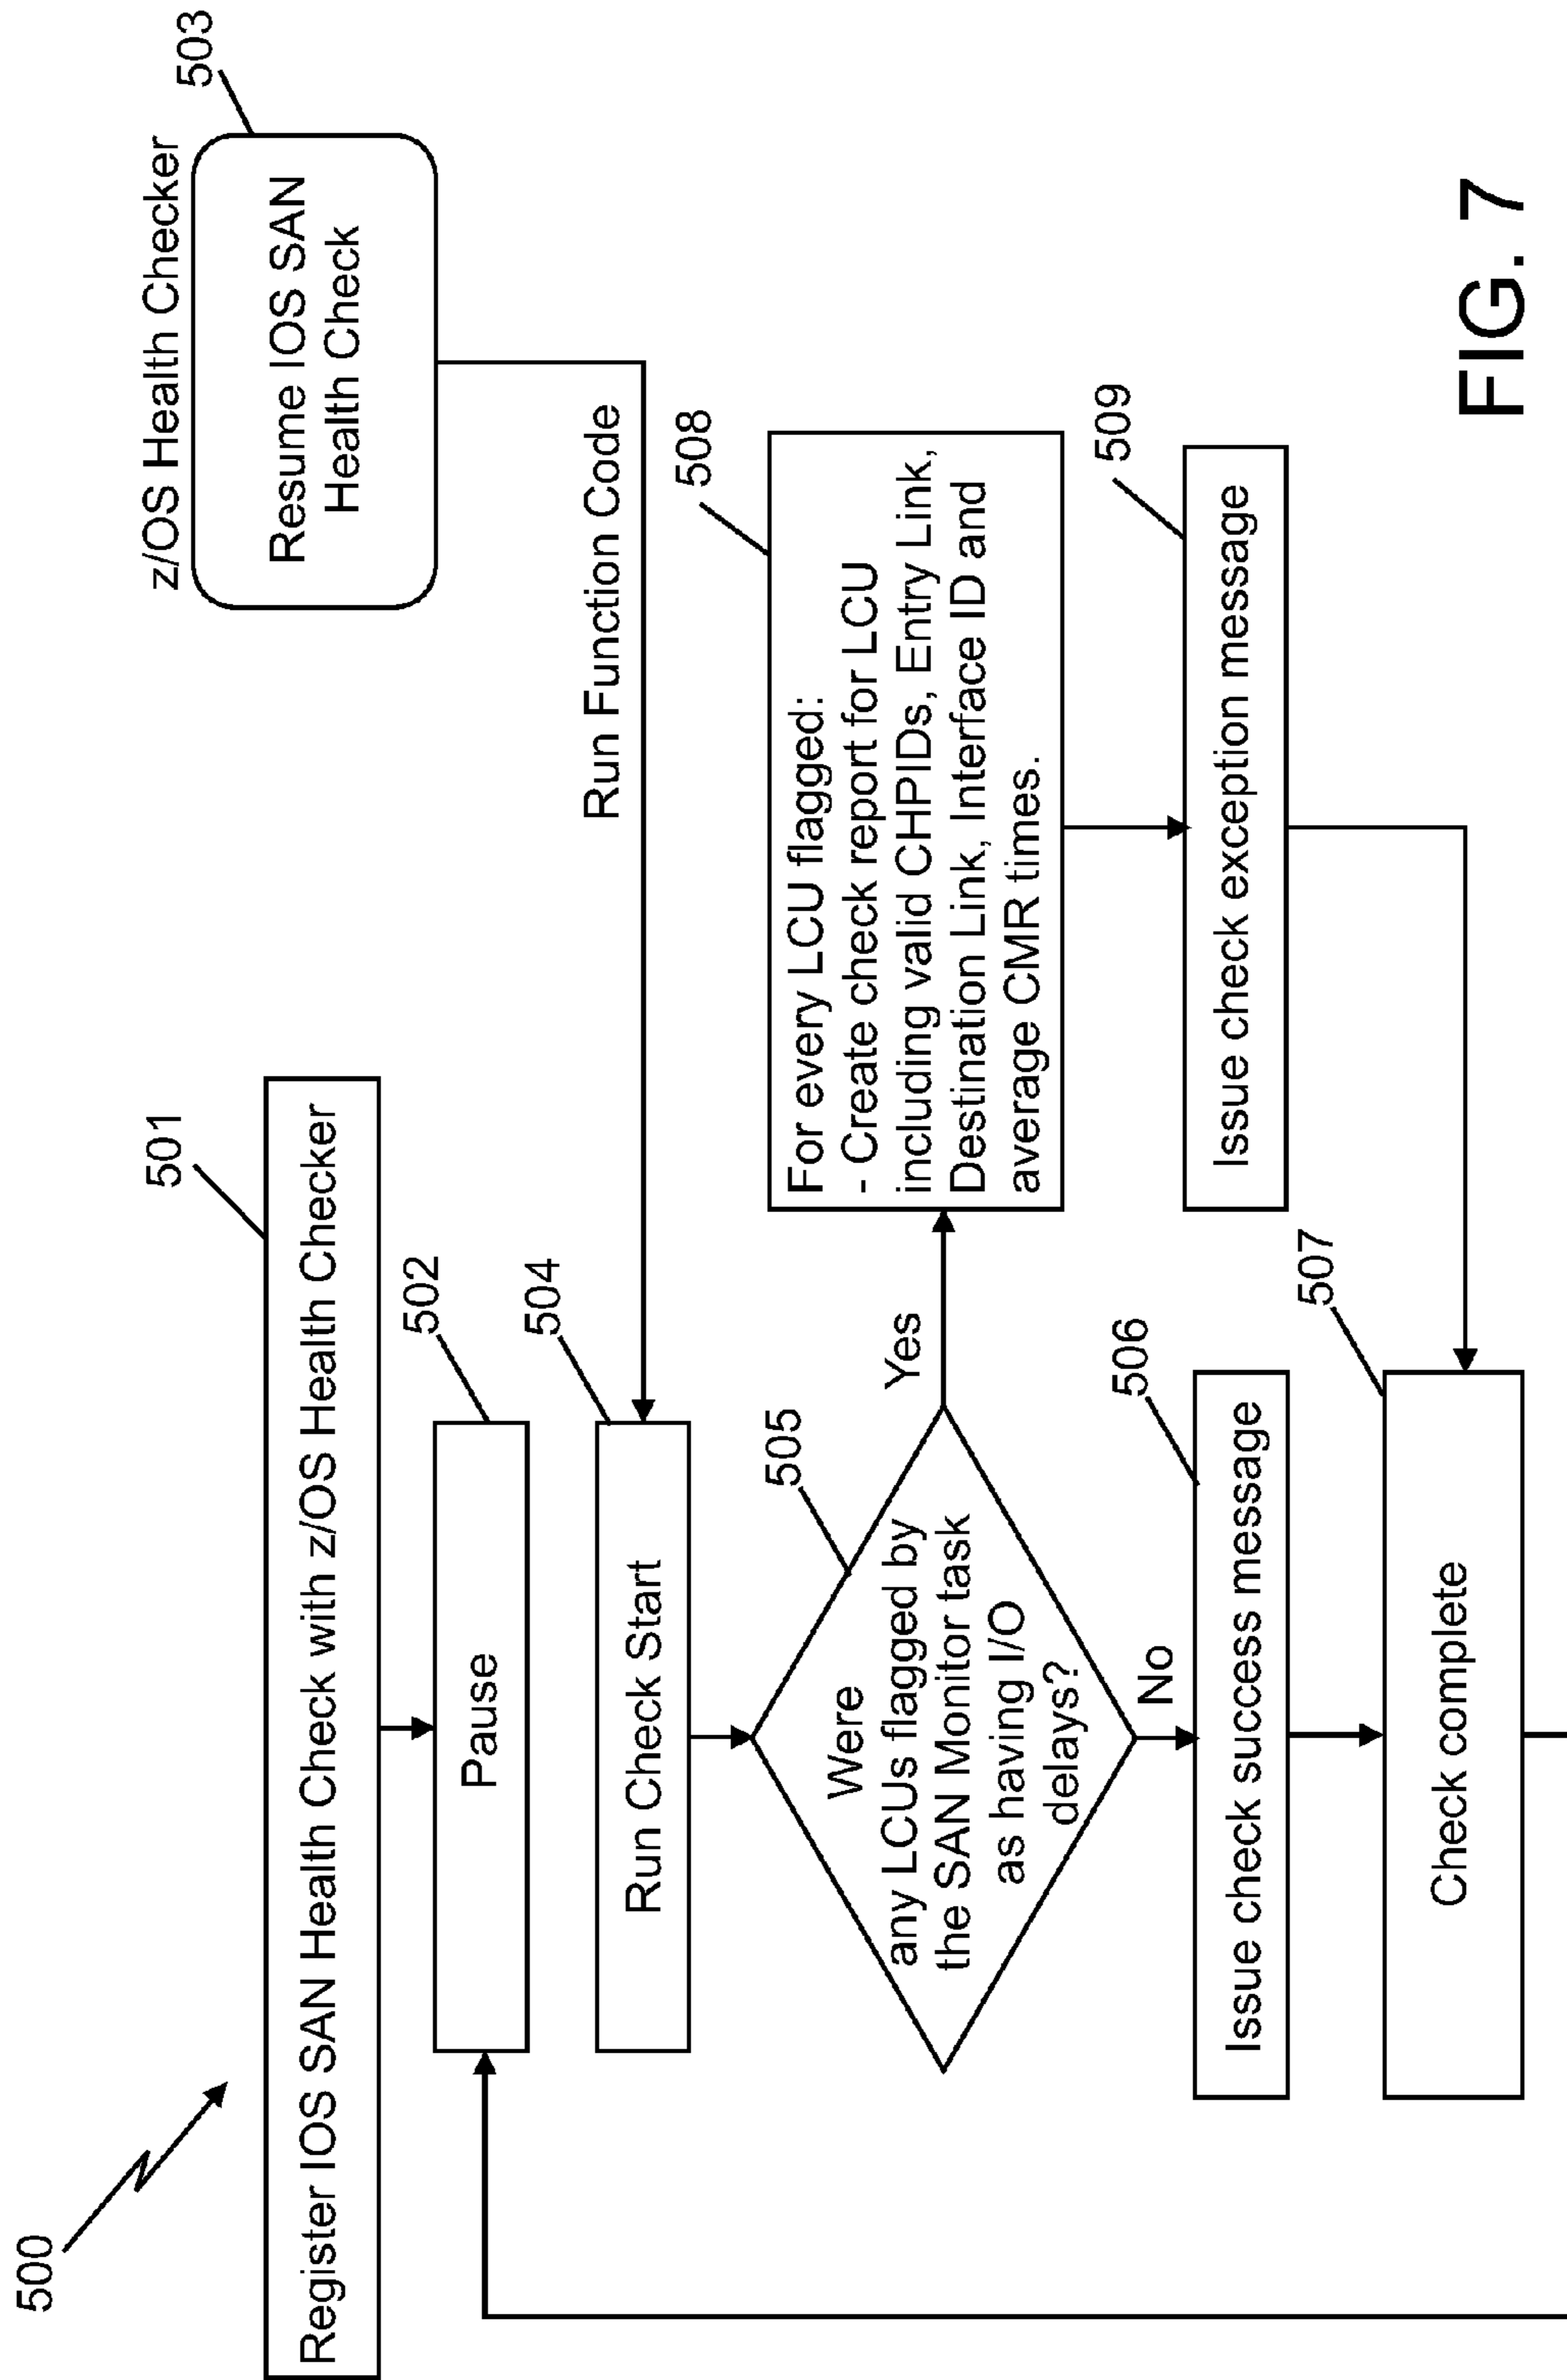 500
501
Register IOS SAN Health Check with z/OS Health Checker
502
Pause
z/OS Health Checker
503
Resume IOS SAN
Health Check
Run Function Code
504
Run Check Start
505
Were
any LCUs flagged by
the SAN Monitor task
as having I/O
delays?
Yes
No
508
For every LCU flagged:
- Create check report for LCU
including valid CHPIDs, Entry Link,
Destination Link, Interface ID and
average CMR times.
509
Issue check exception message
506
Issue check success message
507
Check complete
FIG. 7